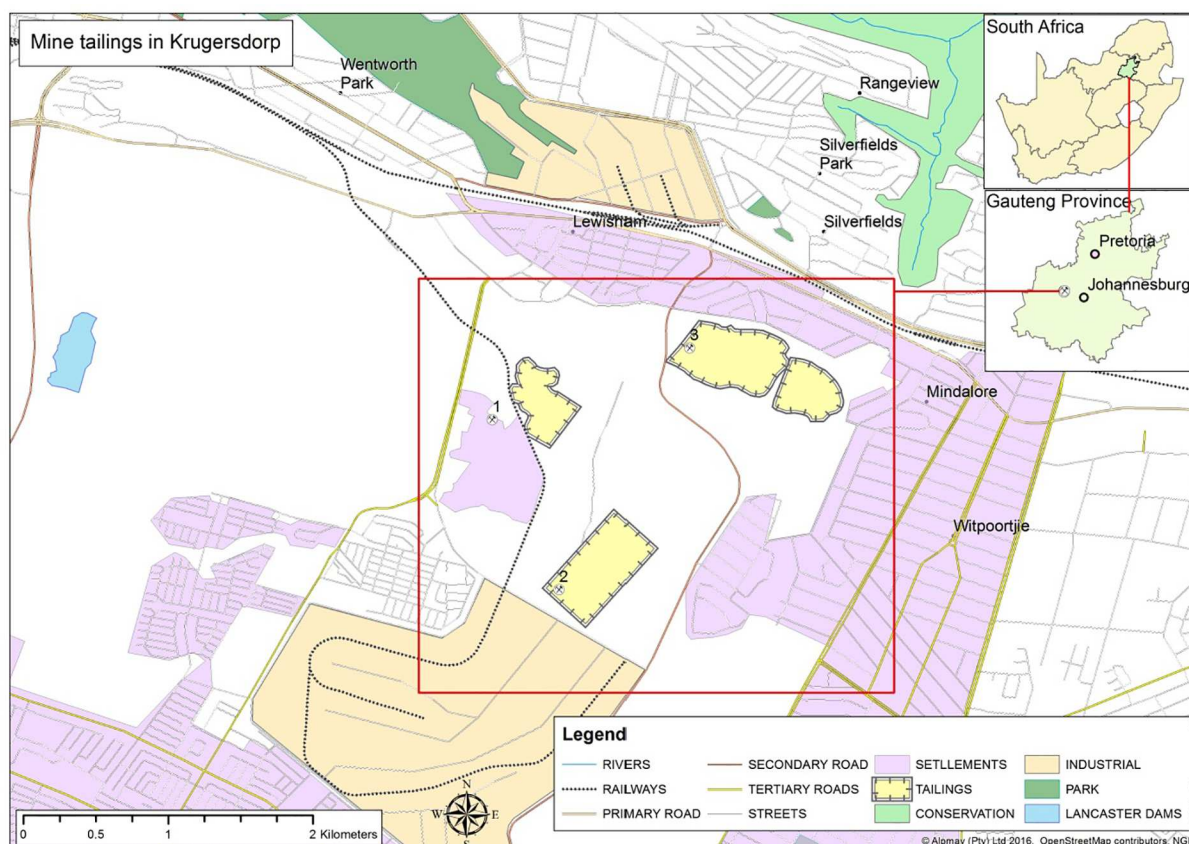 Mine tailings in Krugersdorp
Wentworth
Park
Rangeview
Silverfields
Park
Silverfields
Lewisham
3
1
2
Mindalore
Witpoortjie
South Africa
Gauteng Province
Pretoria
Johannesburg
Legend
RIVERS
RAILWAYS
PRIMARY ROAD
SECONDARY ROAD
TERTIARY ROADS
STREETS
SETLLEMENTS
TAILINGS
CONSERVATION
INDUSTRIAL
PARK
LANCASTER DAMS
0 0.5 1 2 Kilometers
N
W E
S
© Alpmay (Pty) Ltd 2016, OpenStreetMap contributors, NGI